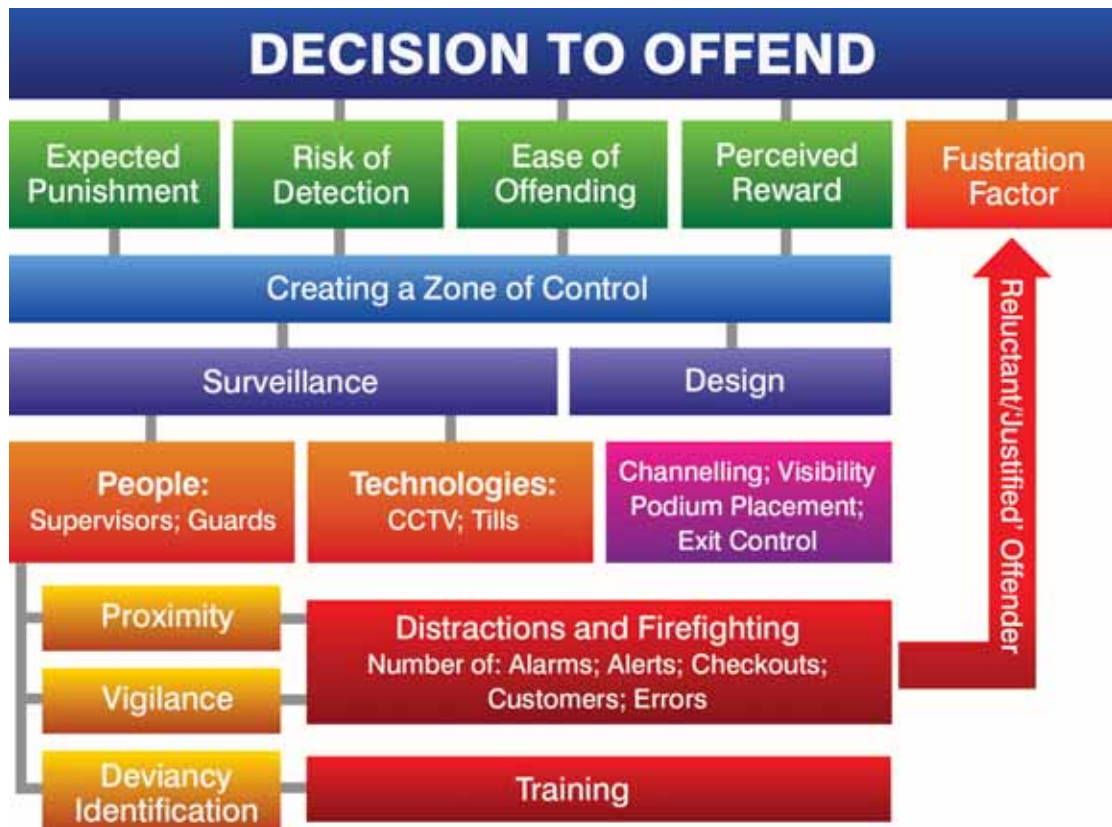 DECISION TO OFFEND
Expected
Punishment
Risk of
Detection
Ease of
Offending
Perceived
Reward
Fustration
Factor
Creating a Zone of Control
Surveillance
Design
People:
Supervisors; Guards
Technologies:
CCTV; Tills
Channelling; Visibility
Podium Placement;
Exit Control
Reluctant/‘Justified’ Offender
Proximity
Vigilance
Distractions and Firefighting
Number of: Alarms; Alerts; Checkouts;
Customers; Errors
Deviancy
Identification
Training